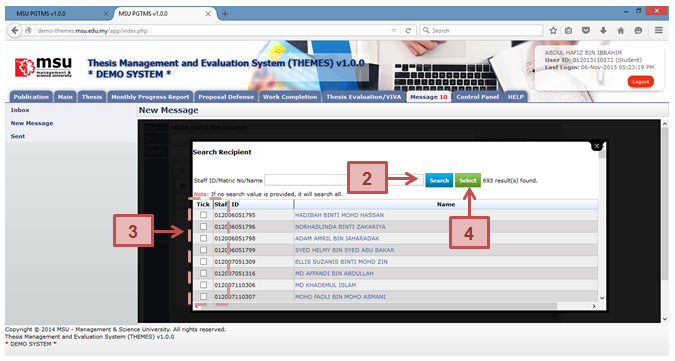 MSU PGTMS MSU PGTMS
demo-themes.msu.edu.my/app/index.php Search
msu Thesis Management and Evaluation System (THEMES) v1.0.0
management & science university * DEMO SYSTEM *
ABDUL HAFIZ BIN IBRAHIM
User ID: 012013110572 (Student)
Last Login: 06-Nov-2015 05:23:19 PM
Logout
Publication Main Thesis Monthly Progress Report Proposal Defense Work Completion Thesis Evaluation/VIVA Message 10 Control Panel HELP
Inbox New Message
New Message
Sent
Search Recipient
2
Staff ID/Matric No/Name Search Select 693 result(s) found.
Note: If no search value is provided, it will search all.
Tick Staff ID Name
012006051795 HADIBAH BINTI MOHD HASSAN
012006051796 NORHASLINDA BINTI ZAKARIYA
3 4
012006051798 ADAM AMRIL BIN JAHARADAK
012006051799 SYED HELMY BIN SYED ABU BAKAR
012007051309 ELLIS SUZANIS BINTI MOHD ZIN
012007051316 MD AFFANDI BIN ABDULLAH
012007110306 MD KHADEMUL ISLAM
012007110307 MOHD FADLI BIN MOHD ASMANI
Copyright © 2014 MSU - Management & Science University. All rights reserved.
Thesis Management and Evaluation System (THEMES) v1.0.0
* DEMO SYSTEM *